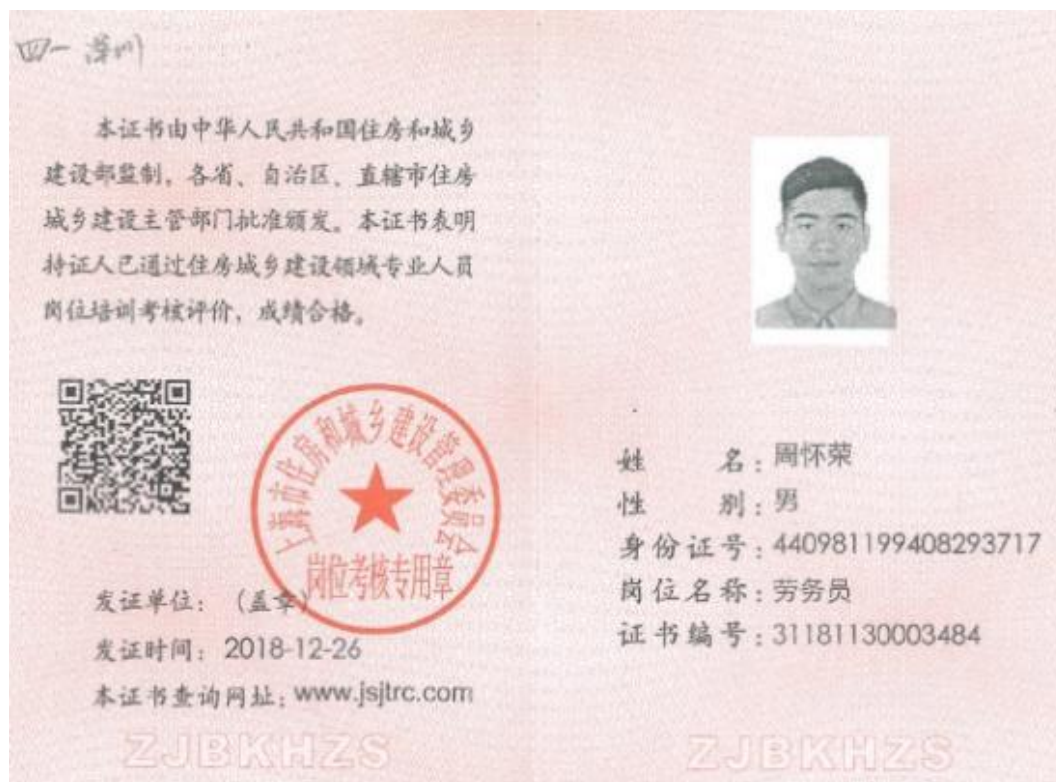 四一 深圳
本证书由中华人民共和国住房和城乡
建设部监制，各省、自治区、直辖市住房
城乡建设主管部门批准颁发。本证书表明
持证人已通过住房城乡建设领域专业人员
岗位培训考核评价，成绩合格。
上海市住房和城乡建设管理委员会
岗位考核专用章
发证单位：（盖章）
发证时间：2018-12-26
本证书查询网址：www.jsjtrc.com
ZJBKHZS
姓名：周怀荣
性别：男
身份证号：440981199408293717
岗位名称：劳务员
证书编号：31181130003484
ZJBKHZS